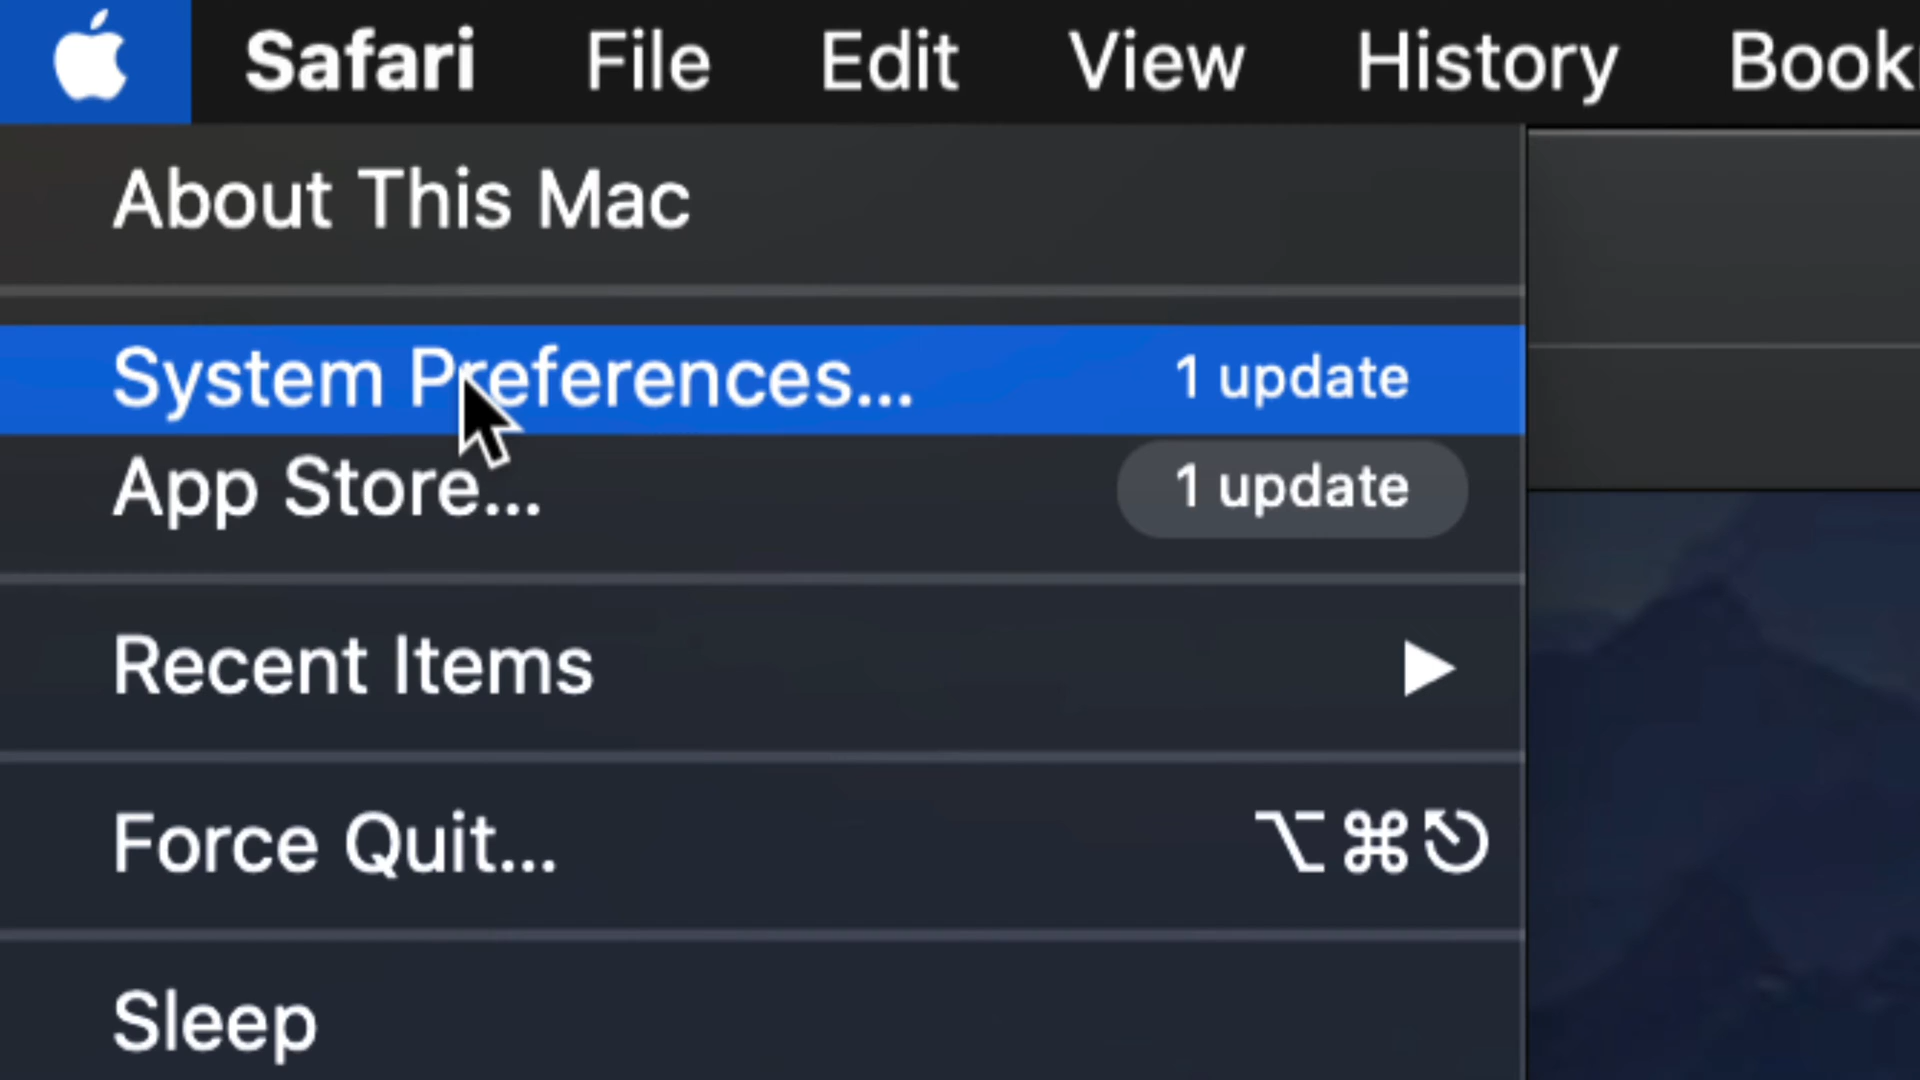 Safari File Edit View History Book
About This Mac
System Preferences... 1 update
App Store... 1 update
Recent Items ▶
Force Quit... ⌥⌘⎋
Sleep